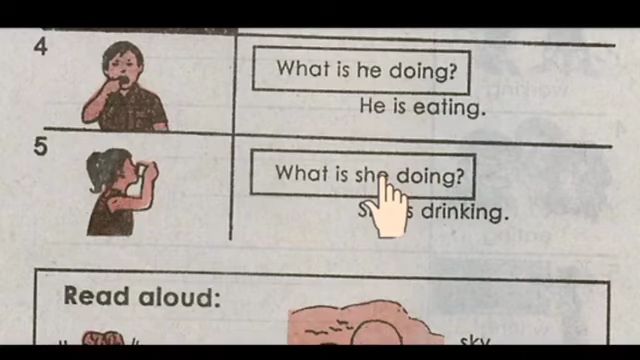 4
What is he doing?
He is eating.
5
What is she doing?
drinking.
Read aloud:
sky